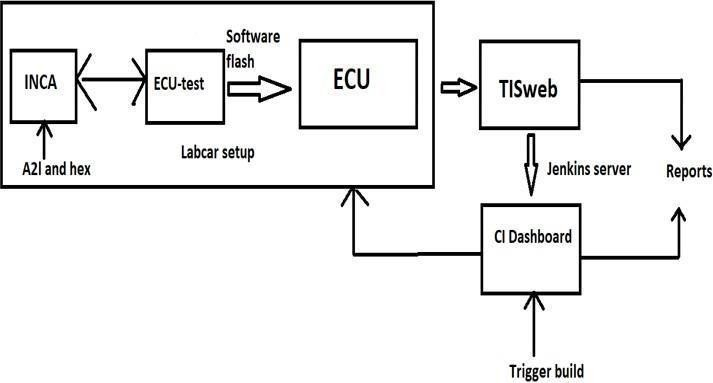 Software
flash
INCA
ECU-test
ECU
TISweb
Labcar setup
A2l and hex
Jenkins server
Reports
CI Dashboard
Trigger build